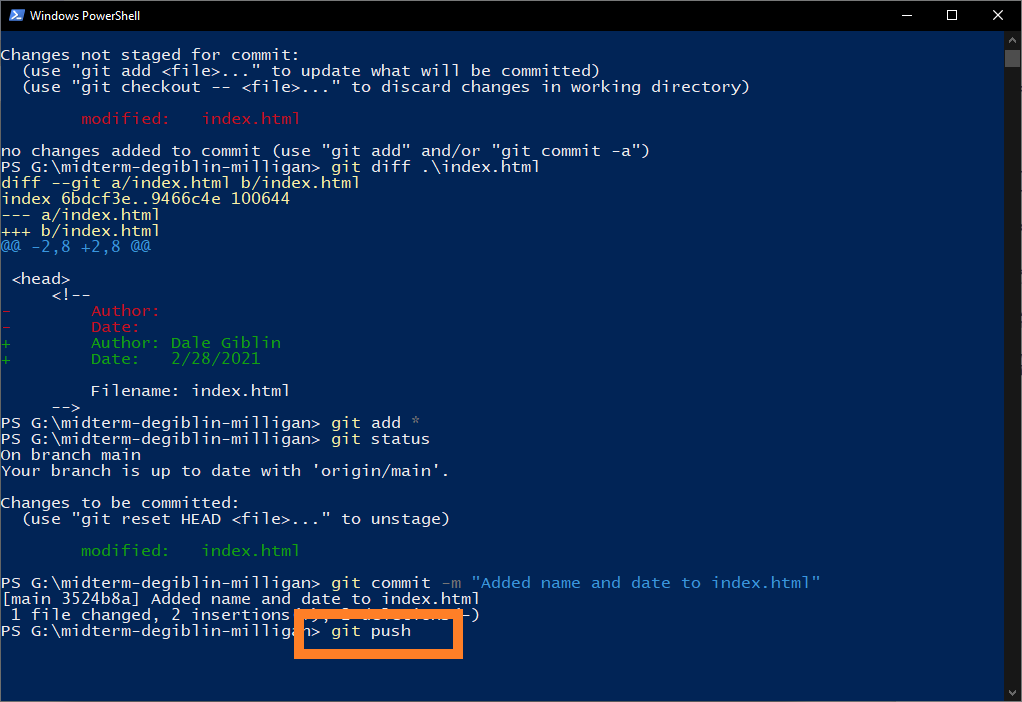 Windows PowerShell
Changes not staged for commit:
  (use "git add <file>..." to update what will be committed)
  (use "git checkout -- <file>..." to discard changes in working directory)
        modified:   index.html
no changes added to commit (use "git add" and/or "git commit -a")
PS G:\midterm-degiblin-milligan> git diff .\index.html
diff --git a/index.html b/index.html
index 6bdcf3e..9466c4e 100644
--- a/index.html
+++ b/index.html
@@ -2,8 +2,8 @@
 <head>
     <!--
-        Author:
-        Date:
+        Author: Dale Giblin
+        Date:   2/28/2021
         Filename: index.html
     -->
PS G:\midterm-degiblin-milligan> git add *
PS G:\midterm-degiblin-milligan> git status
On branch main
Your branch is up to date with 'origin/main'.
Changes to be committed:
  (use "git reset HEAD <file>..." to unstage)
        modified:   index.html
PS G:\midterm-degiblin-milligan> git commit -m "Added name and date to index.html"
[main 3524b8a] Added name and date to index.html
 1 file changed, 2 insertions
PS G:\midterm-degiblin-milligan> git push